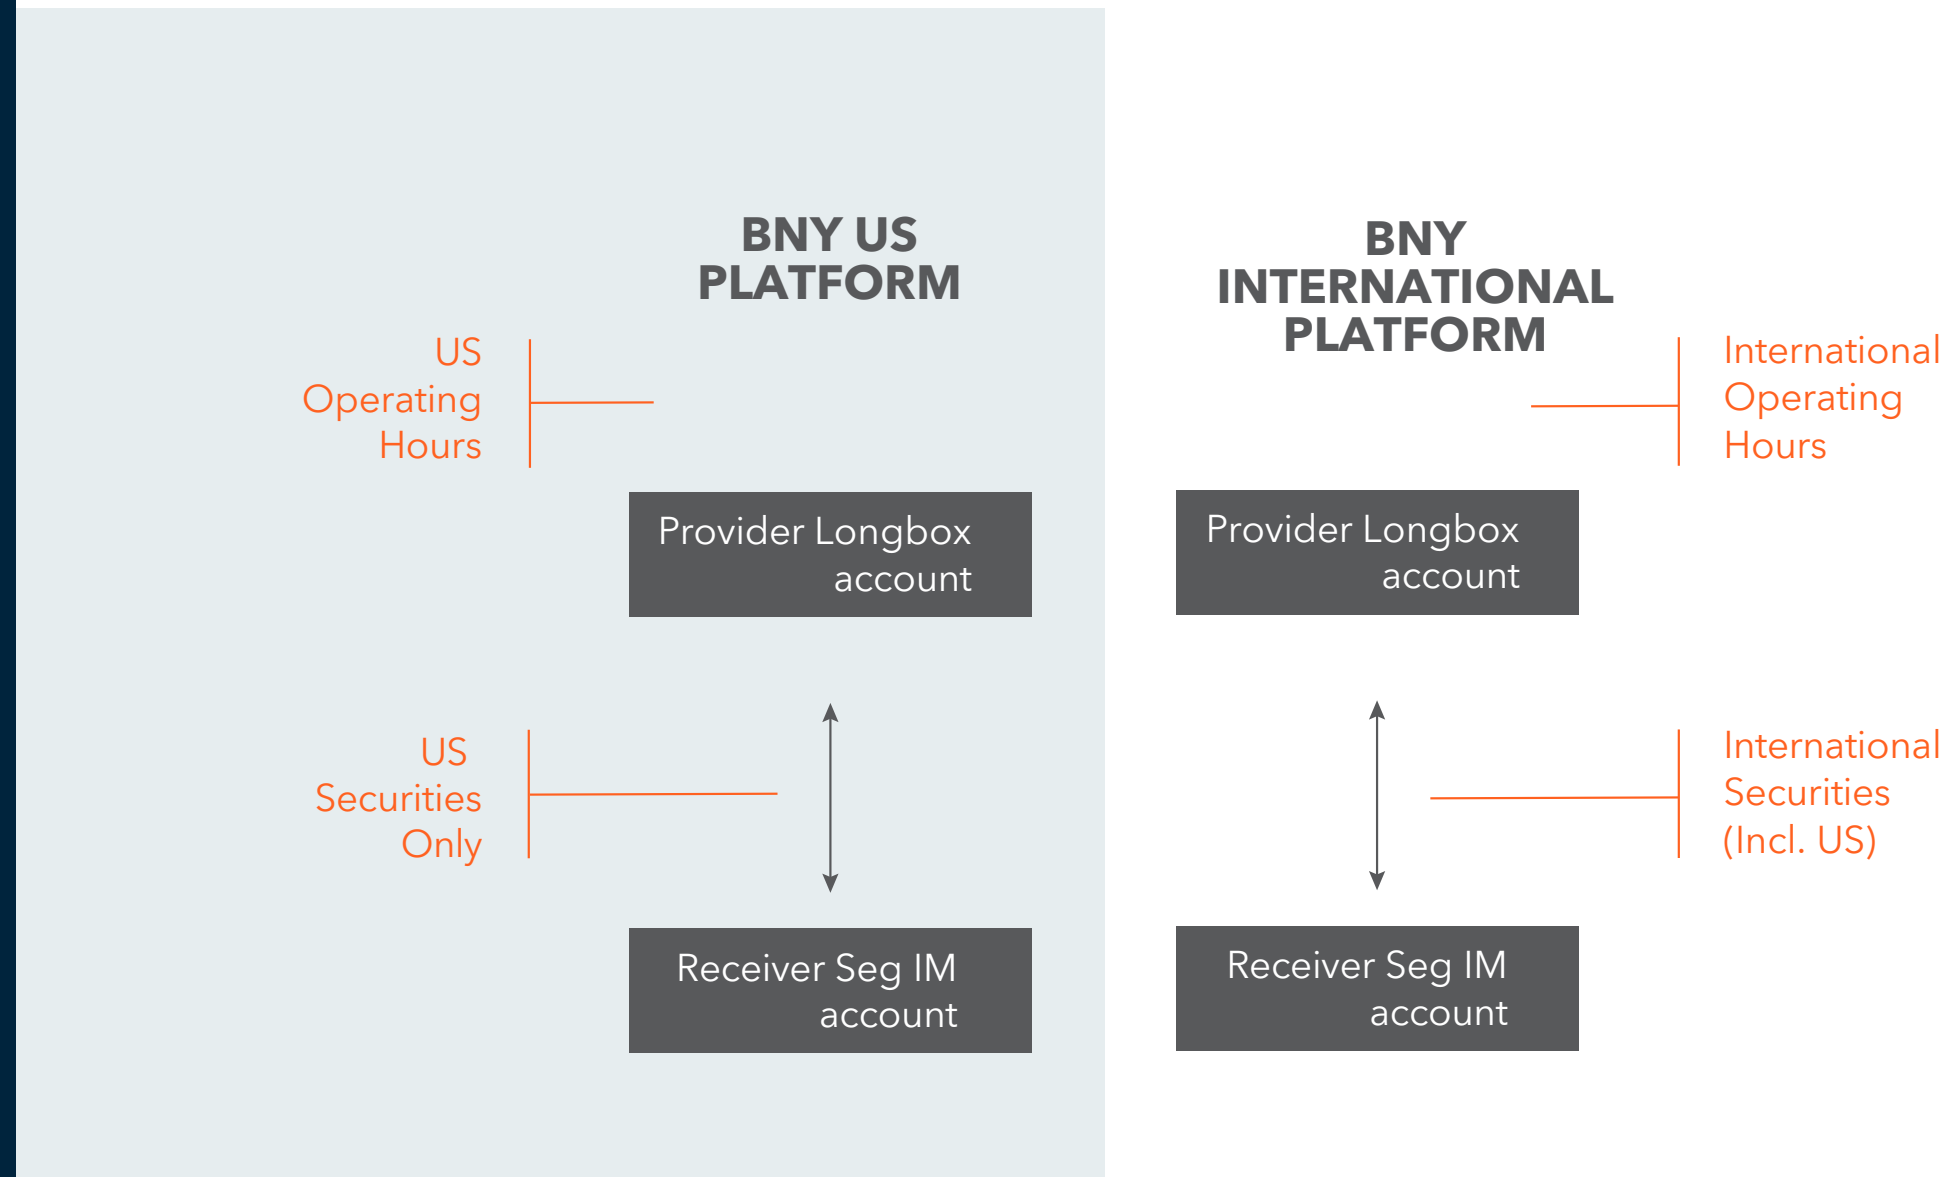 BNY US
PLATFORM
US
Operating
Hours
Provider Longbox
account
US
Securities
Only
Receiver Seg IM
account
BNY
INTERNATIONAL
PLATFORM
International
Operating
Hours
Provider Longbox
account
International
Securities
(Incl. US)
Receiver Seg IM
account